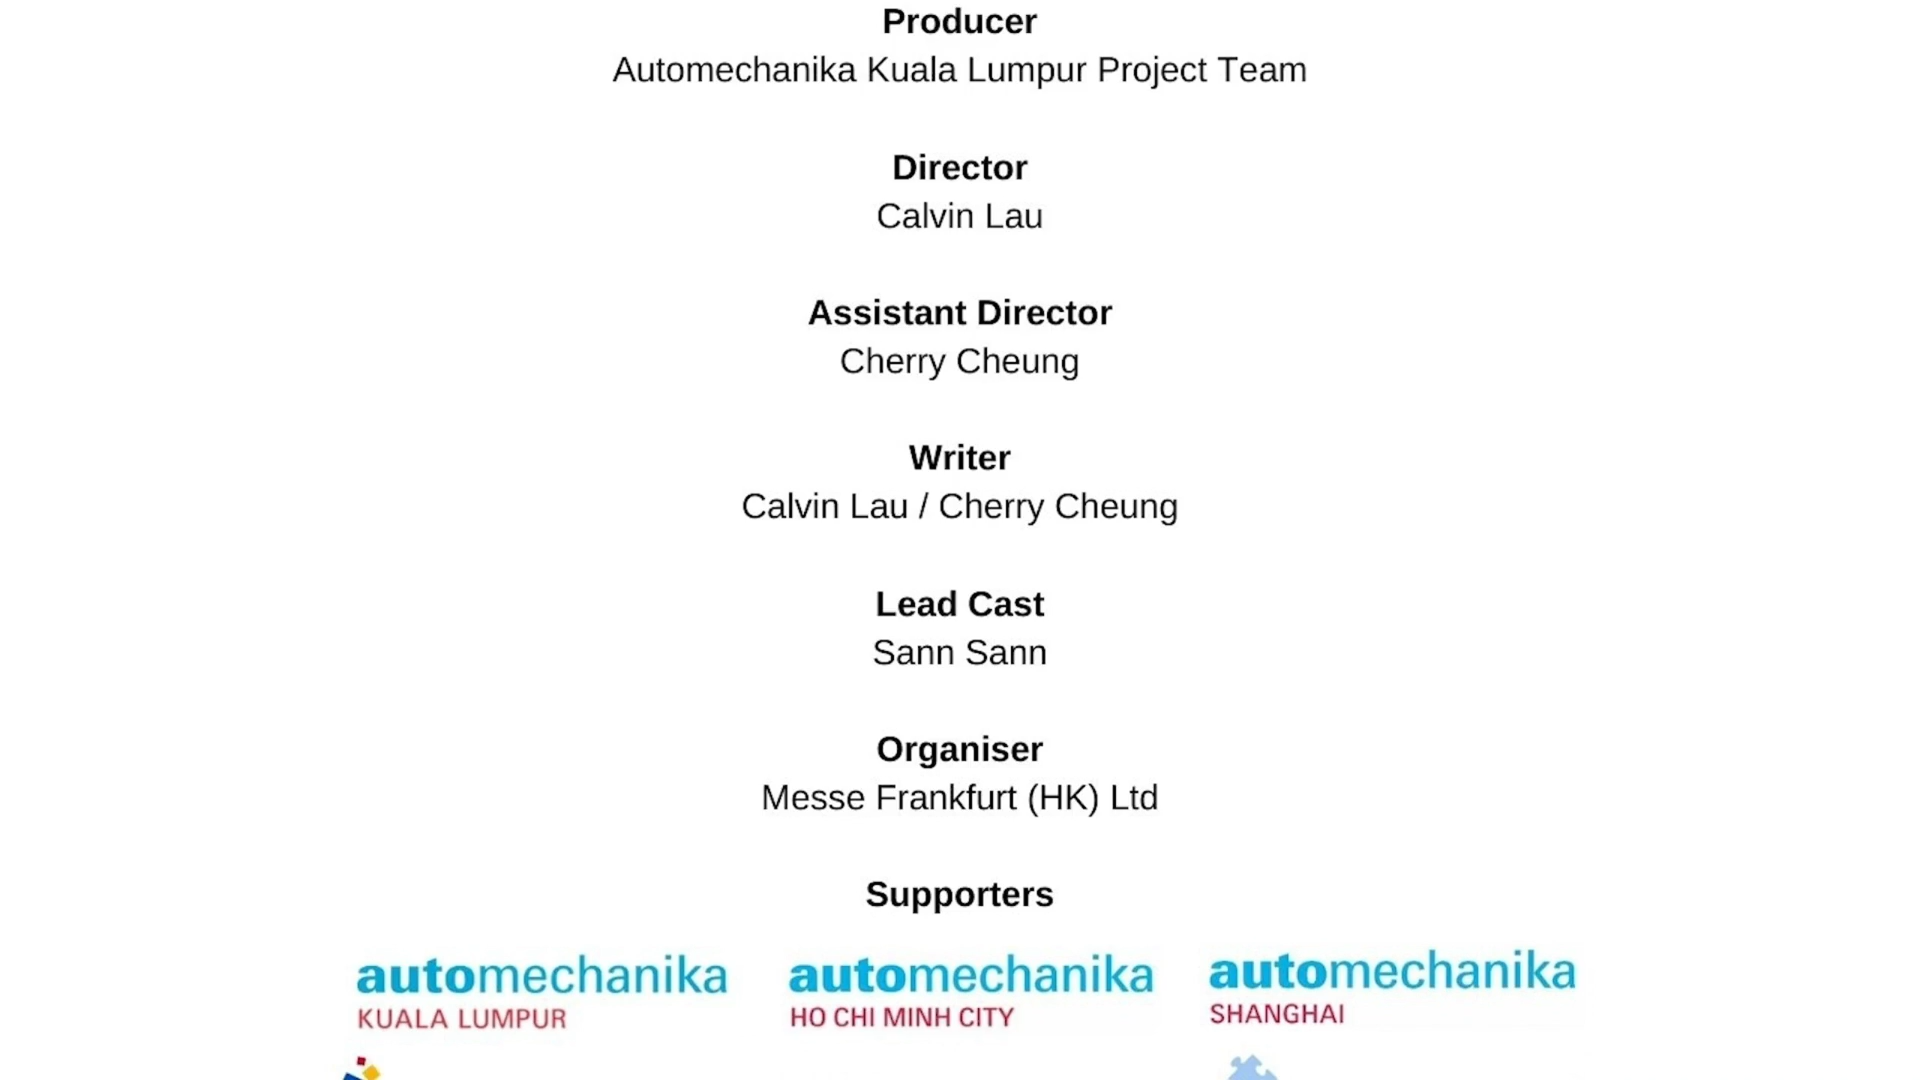 Producer
Automechanika Kuala Lumpur Project Team
Director
Calvin Lau
Assistant Director
Cherry Cheung
Writer
Calvin Lau / Cherry Cheung
Lead Cast
Sann Sann
Organiser
Messe Frankfurt (HK) Ltd
Supporters
automechanika automechanika automechanika
KUALA LUMPUR HO CHI MINH CITY SHANGHAI